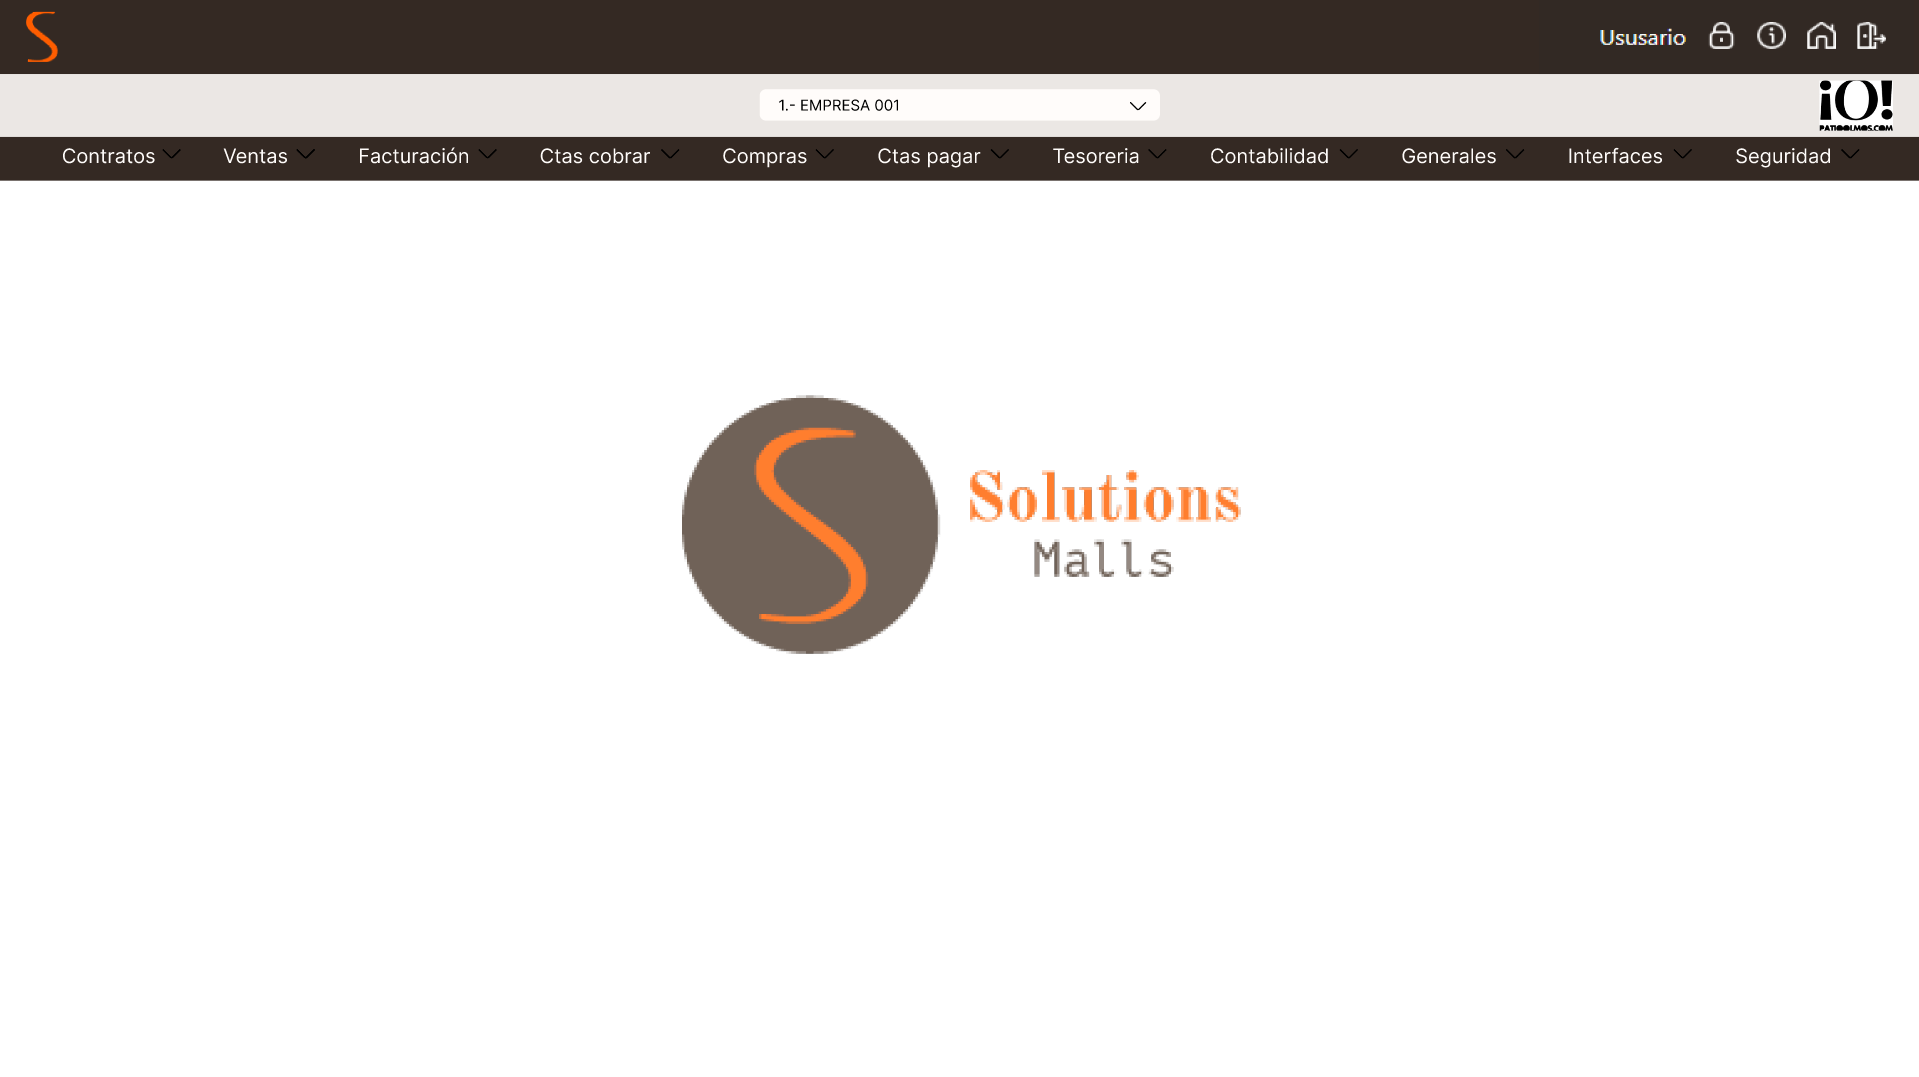 S
Ususario
1.- EMPRESA 001
¡O!
PATIOOLMOS.COM
Contratos Ventas Facturación Ctas cobrar Compras Ctas pagar Tesoreria Contabilidad Generales Interfaces Seguridad
S
Solutions
Malls